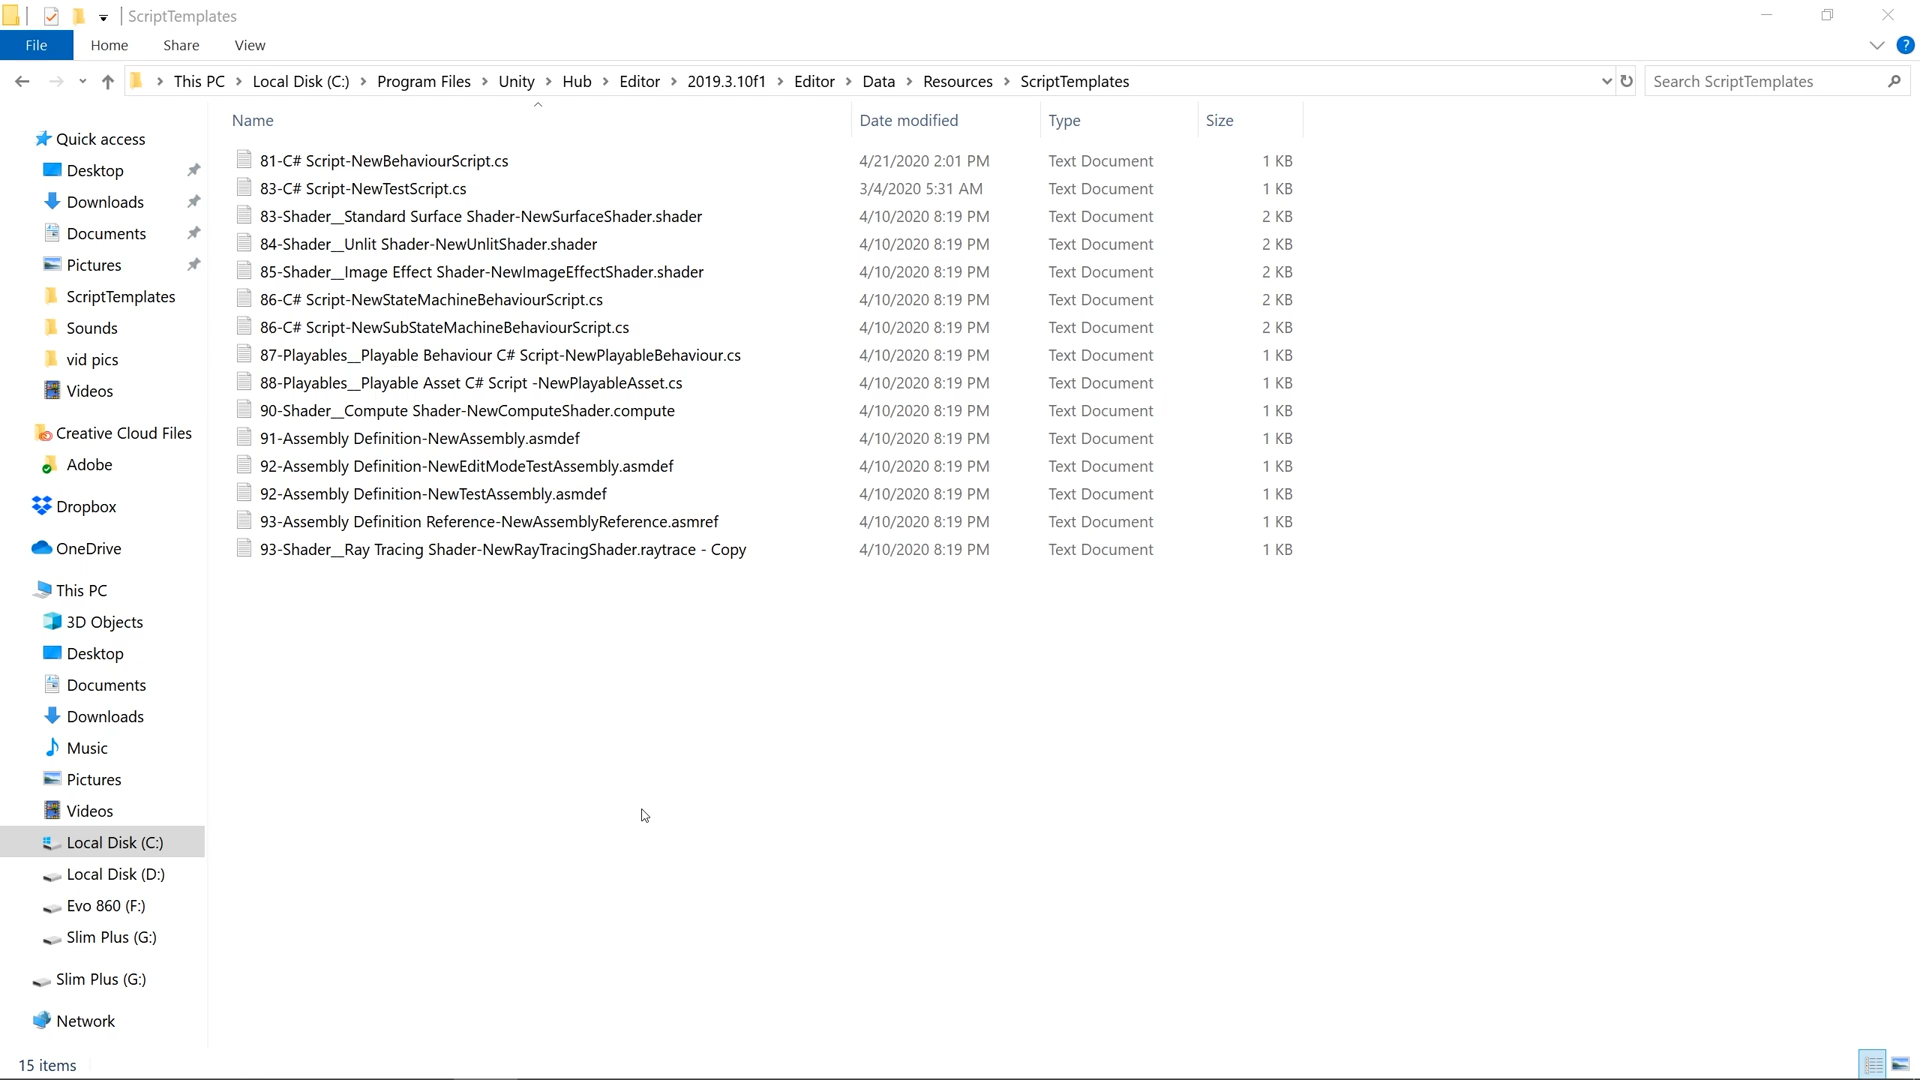 ScriptTemplates
File Home Share View
?
This PC Local Disk (C:) Program Files Unity Hub Editor 2019.3.10f1 Editor Data Resources ScriptTemplates Search ScriptTemplates
Name Date modified Type Size
Quick access
Desktop
Downloads
Documents
Pictures
ScriptTemplates
Sounds
vid pics
Videos
Creative Cloud Files
Adobe
Dropbox
OneDrive
This PC
3D Objects
Desktop
Documents
Downloads
Music
Pictures
Videos
Local Disk (C:)
Local Disk (D:)
Evo 860 (F:)
Slim Plus (G:)
Slim Plus (G:)
Network
81-C# Script-NewBehaviourScript.cs 4/21/2020 2:01 PM Text Document 1 KB
83-C# Script-NewTestScript.cs 3/4/2020 5:31 AM Text Document 1 KB
83-Shader__Standard Surface Shader-NewSurfaceShader.shader 4/10/2020 8:19 PM Text Document 2 KB
84-Shader__Unlit Shader-NewUnlitShader.shader 4/10/2020 8:19 PM Text Document 2 KB
85-Shader__Image Effect Shader-NewImageEffectShader.shader 4/10/2020 8:19 PM Text Document 2 KB
86-C# Script-NewStateMachineBehaviourScript.cs 4/10/2020 8:19 PM Text Document 2 KB
86-C# Script-NewSubStateMachineBehaviourScript.cs 4/10/2020 8:19 PM Text Document 2 KB
87-Playables__Playable Behaviour C# Script-NewPlayableBehaviour.cs 4/10/2020 8:19 PM Text Document 1 KB
88-Playables__Playable Asset C# Script -NewPlayableAsset.cs 4/10/2020 8:19 PM Text Document 1 KB
90-Shader__Compute Shader-NewComputeShader.compute 4/10/2020 8:19 PM Text Document 1 KB
91-Assembly Definition-NewAssembly.asmdef 4/10/2020 8:19 PM Text Document 1 KB
92-Assembly Definition-NewEditModeTestAssembly.asmdef 4/10/2020 8:19 PM Text Document 1 KB
92-Assembly Definition-NewTestAssembly.asmdef 4/10/2020 8:19 PM Text Document 1 KB
93-Assembly Definition Reference-NewAssemblyReference.asmref 4/10/2020 8:19 PM Text Document 1 KB
93-Shader__Ray Tracing Shader-NewRayTracingShader.raytrace - Copy 4/10/2020 8:19 PM Text Document 1 KB
15 items